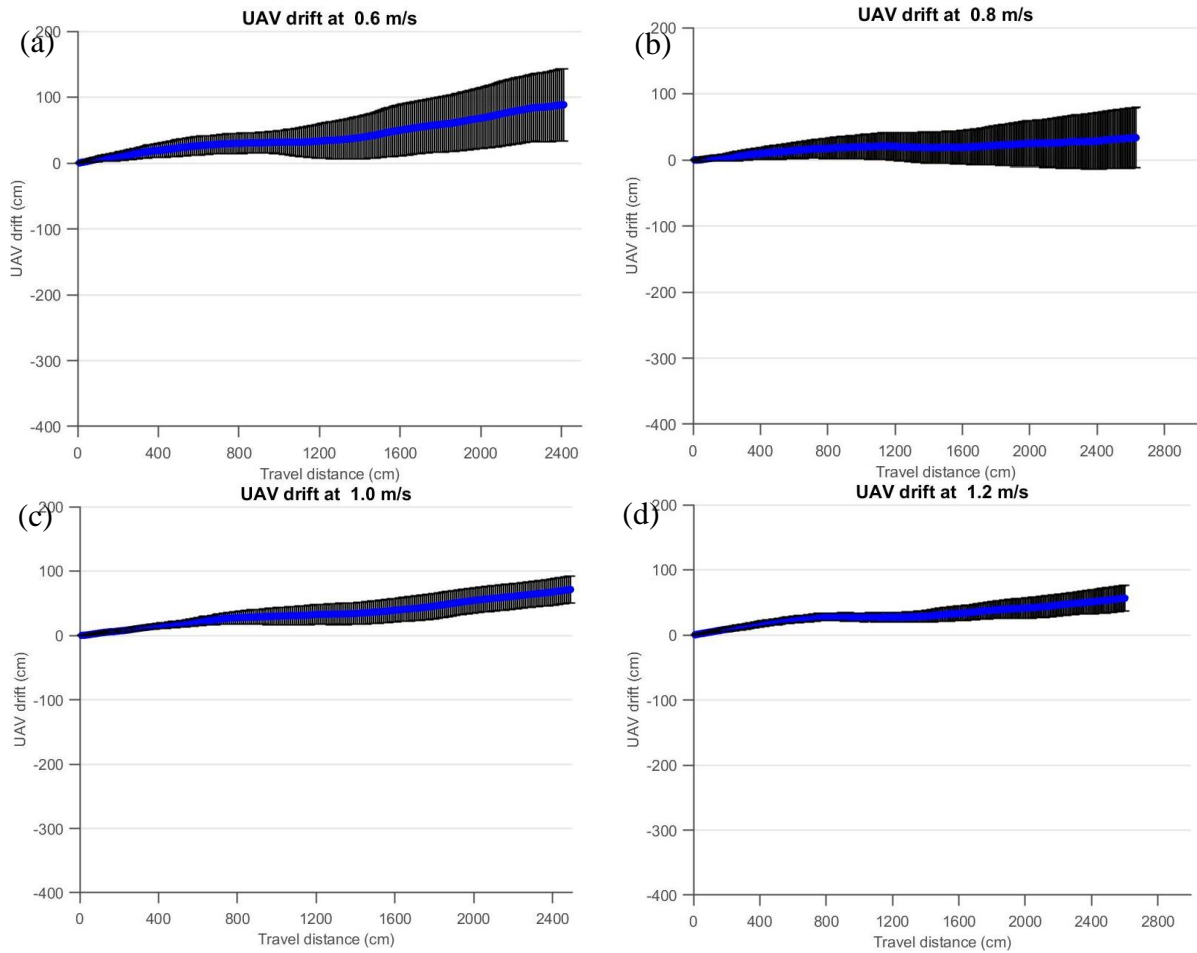 (a)
UAV drift at 0.6 m/s
200
100
0
-100
-200
-300
-400
UAV drift (cm)
0 400 800 1200 1600 2000 2400
Travel distance (cm)
(b)
UAV drift at 0.8 m/s
200
100
0
-100
-200
-300
-400
UAV drift (cm)
0 400 800 1200 1600 2000 2400 2800
Travel distance (cm)
(c)
UAV drift at 1.0 m/s
200
100
0
-100
-200
-300
-400
UAV drift (cm)
0 400 800 1200 1600 2000 2400
Travel distance (cm)
(d)
UAV drift at 1.2 m/s
200
100
0
-100
-200
-300
-400
UAV drift (cm)
0 400 800 1200 1600 2000 2400 2800
Travel distance (cm)